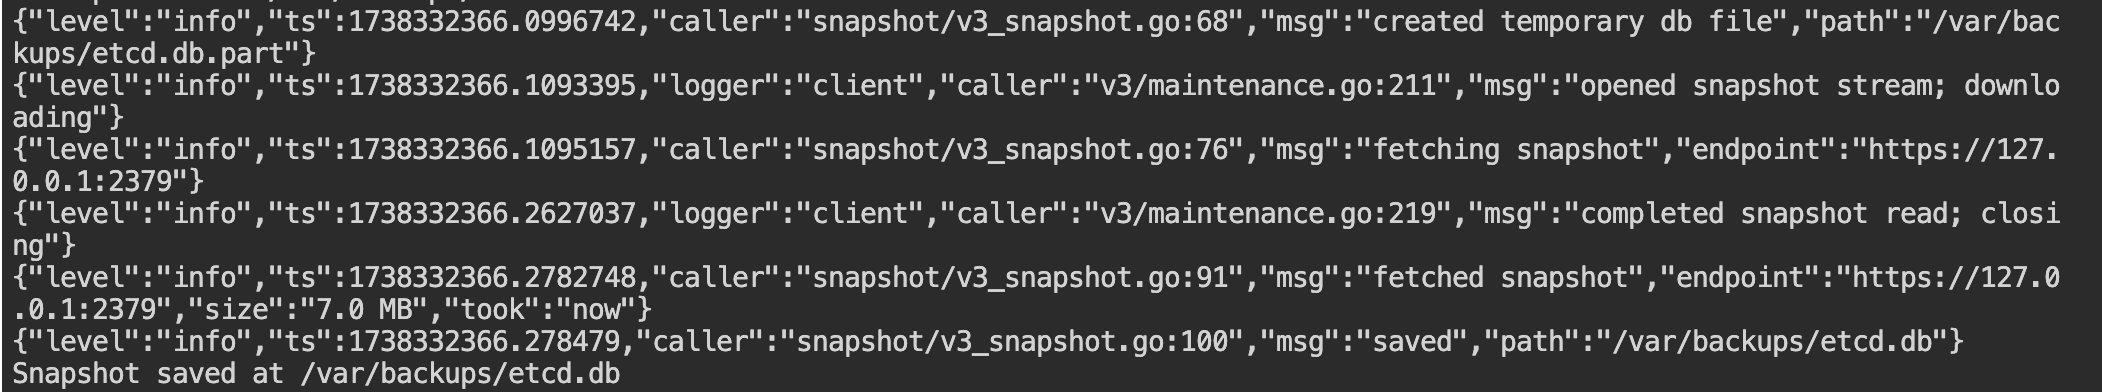 {"level":"info","ts":1738332366.0996742,"caller":"snapshot/v3_snapshot.go:68","msg":"created temporary db file","path":"/var/bac
kups/etcd.db.part"}
{"level":"info","ts":1738332366.1093395,"logger":"client","caller":"v3/maintenance.go:211","msg":"opened snapshot stream; downlo
ading"}
{"level":"info","ts":1738332366.1095157,"caller":"snapshot/v3_snapshot.go:76","msg":"fetching snapshot","endpoint":"https://127.
0.0.1:2379"}
{"level":"info","ts":1738332366.2627037,"logger":"client","caller":"v3/maintenance.go:219","msg":"completed snapshot read; closi
ng"}
{"level":"info","ts":1738332366.2782748,"caller":"snapshot/v3_snapshot.go:91","msg":"fetched snapshot","endpoint":"https://127.0
.0.1:2379","size":"7.0 MB","took":"now"}
{"level":"info","ts":1738332366.278479,"caller":"snapshot/v3_snapshot.go:100","msg":"saved","path":"/var/backups/etcd.db"}
Snapshot saved at /var/backups/etcd.db